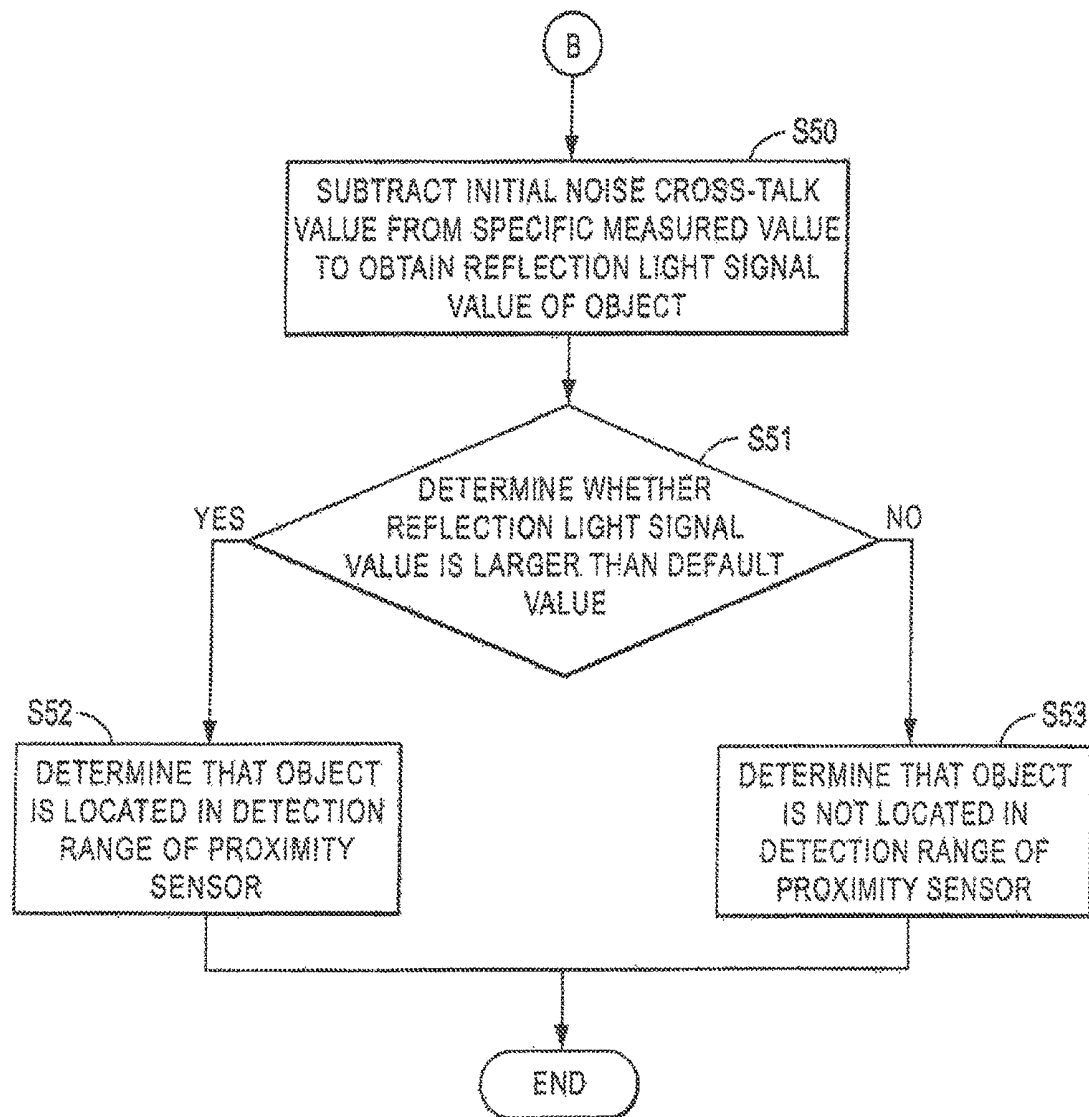 B
S50
SUBTRACT INITIAL NOISE CROSS-TALK
VALUE FROM SPECIFIC MEASURED VALUE
TO OBTAIN REFLECTION LIGHT SIGNAL
VALUE OF OBJECT
S51
DETERMINE WHETHER
REFLECTION LIGHT SIGNAL
VALUE IS LARGER THAN DEFAULT
VALUE
YES
NO
S52
DETERMINE THAT OBJECT
IS LOCATED IN DETECTION
RANGE OF PROXIMITY
SENSOR
S53
DETERMINE THAT OBJECT
IS NOT LOCATED IN
DETECTION RANGE OF
PROXIMITY SENSOR
END